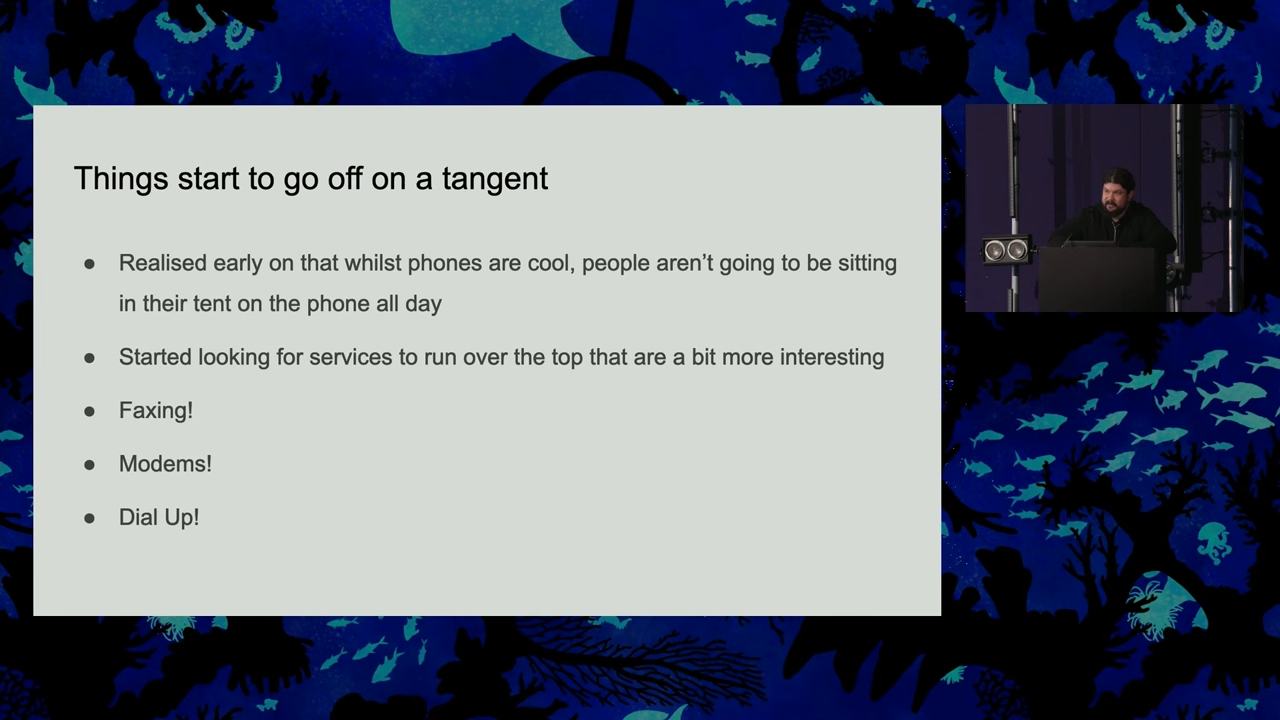 Things start to go off on a tangent
● Realised early on that whilst phones are cool, people aren’t going to be sitting
in their tent on the phone all day
● Started looking for services to run over the top that are a bit more interesting
● Faxing!
● Modems!
● Dial Up!